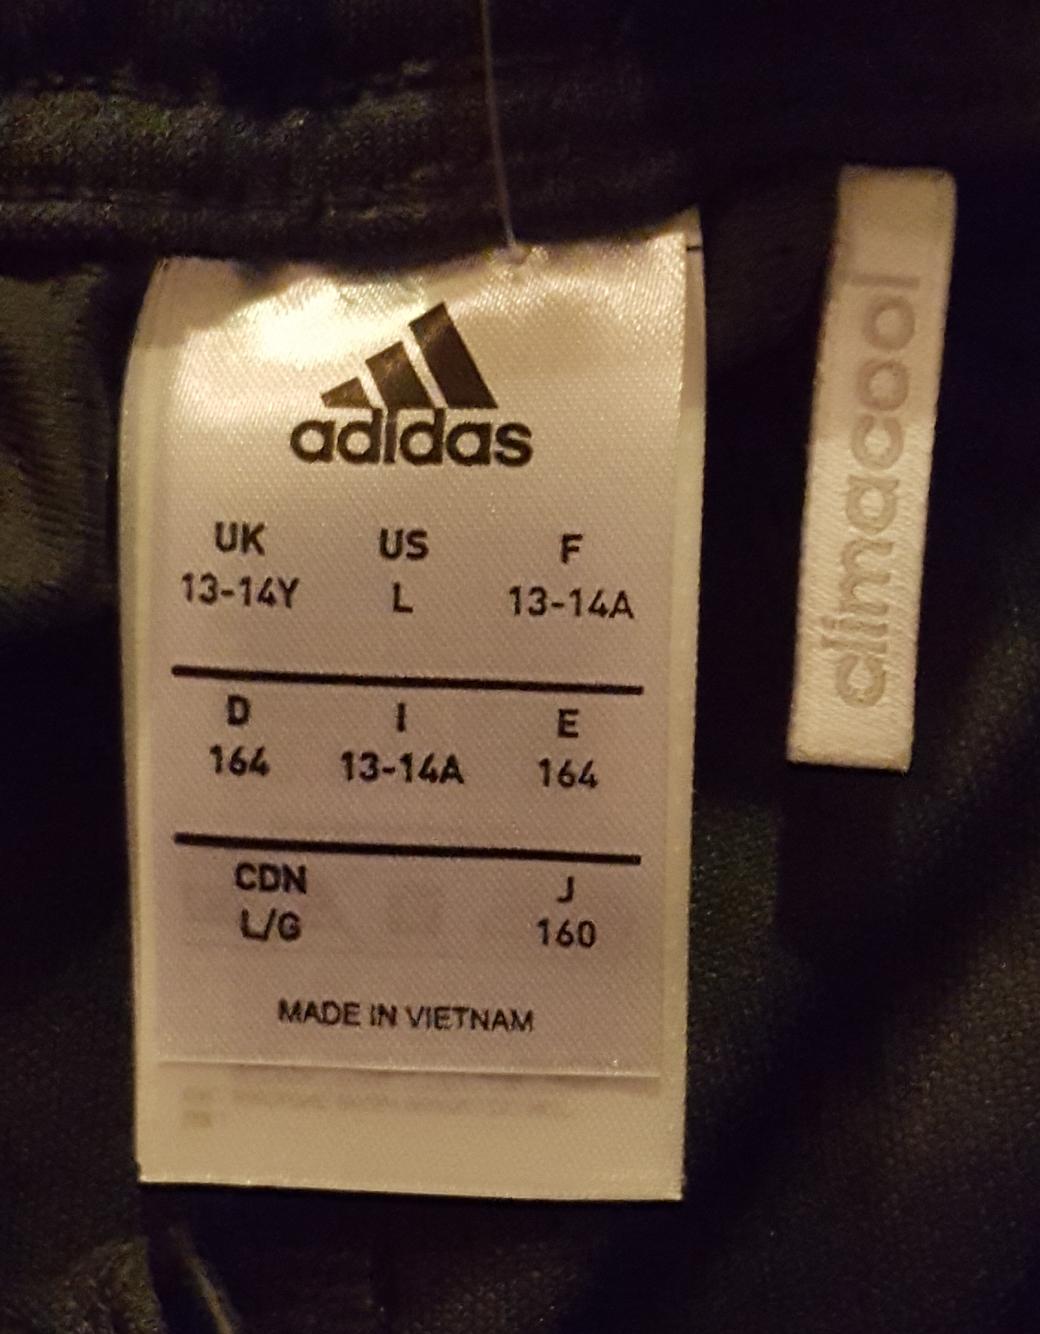 adidas
UK US F
13-14Y L 13-14A
D I E
164 13-14A 164
CDN J
L/G 160
MADE IN VIETNAM
climacool